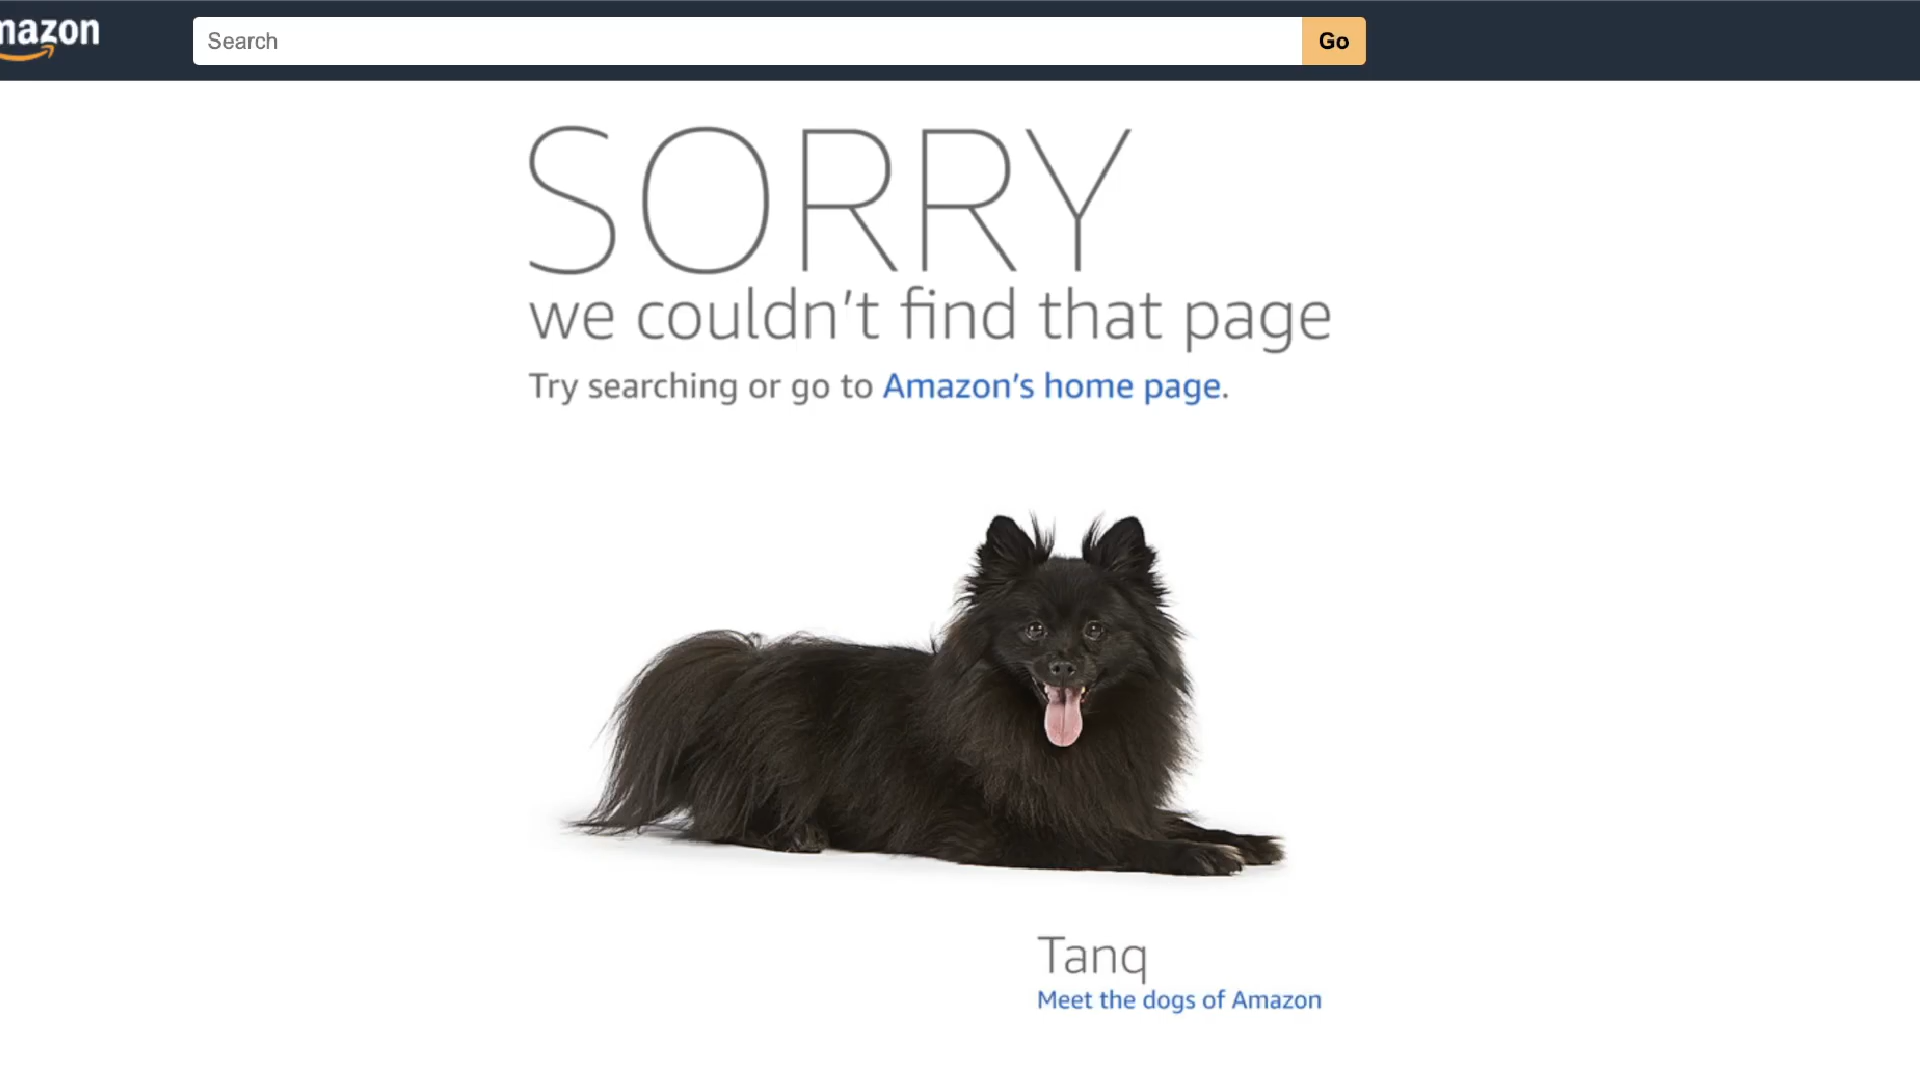 mazon
Search
Go
SORRY
we couldn't find that page
Try searching or go to Amazon's home page.
Tanq
Meet the dogs of Amazon